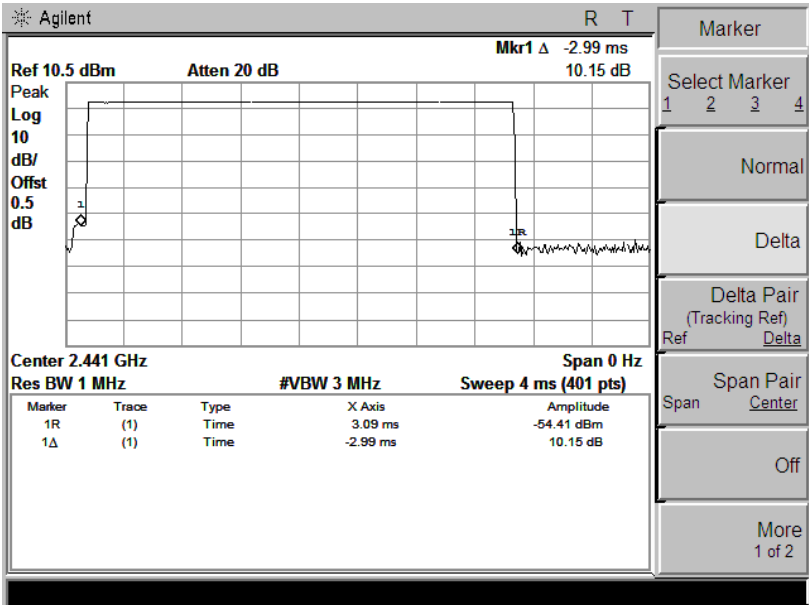 Agilent R T
Mkr1 Δ -2.99 ms
Ref 10.5 dBm Atten 20 dB 10.15 dB
Peak
Log
10
dB/
Offst
0.5
dB
1
1R
Center 2.441 GHz Span 0 Hz
Res BW 1 MHz #VBW 3 MHz Sweep 4 ms (401 pts)
Marker Trace Type X Axis Amplitude
1R (1) Time 3.09 ms -54.41 dBm
1Δ (1) Time -2.99 ms 10.15 dB
Marker
Select Marker
1 2 3 4
Normal
Delta
Delta Pair
(Tracking Ref)
Ref Delta
Span Pair
Span Center
Off
More
1 of 2